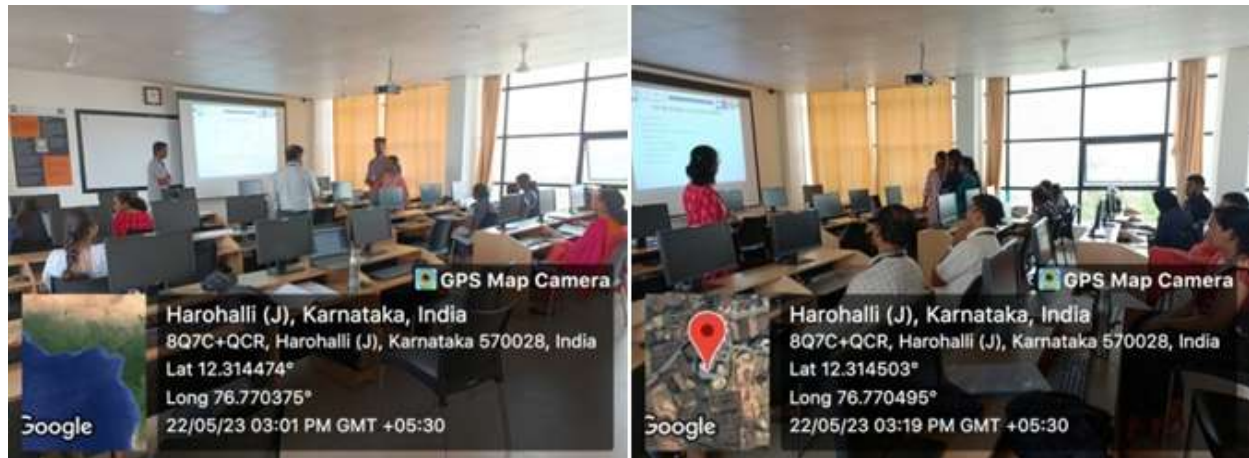 GPS Map Camera
Harohalli (J), Karnataka, India
8Q7C+QCR, Harohalli (J), Karnataka 570028, India
Lat 12.314474°
Long 76.770375°
22/05/23 03:01 PM GMT +05:30
Google
GPS Map Camera
Harohalli (J), Karnataka, India
8Q7C+QCR, Harohalli (J), Karnataka 570028, India
Lat 12.314503°
Long 76.770495°
22/05/23 03:19 PM GMT +05:30
Google